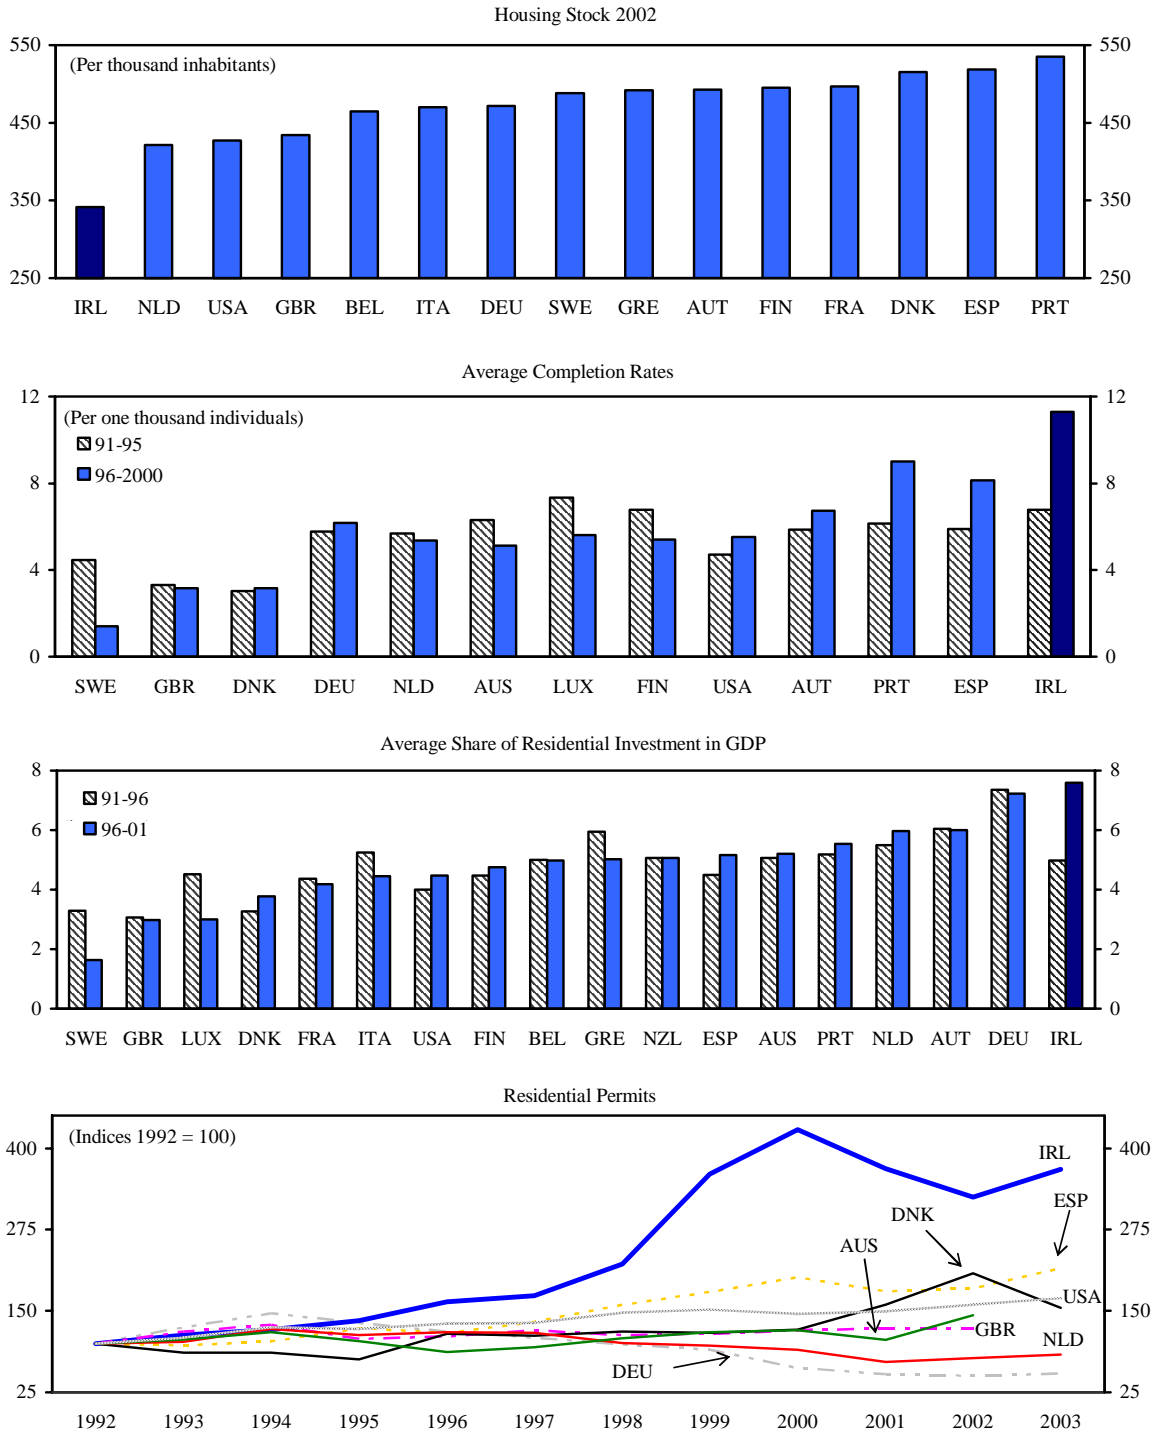 Housing Stock 2002
550 550
(Per thousand inhabitants)
450 450
350 350
250 250
IRL NLD USA GBR BEL ITA DEU SWE GRE AUT FIN FRA DNK ESP PRT
Average Completion Rates
12 12
(Per one thousand individuals)
91-95
96-2000
8 8
4 4
0 0
SWE GBR DNK DEU NLD AUS LUX FIN USA AUT PRT ESP IRL
Average Share of Residential Investment in GDP
8 8
91-96
96-01
6 6
4 4
2 2
0 0
SWE GBR LUX DNK FRA ITA USA FIN BEL GRE NZL ESP AUS PRT NLD AUT DEU IRL
Residential Permits
(Indices 1992 = 100)
400 400
IRL
ESP
DNK
275 275
AUS
USA
150 150
GBR
NLD
DEU
25 25
1992 1993 1994 1995 1996 1997 1998 1999 2000 2001 2002 2003